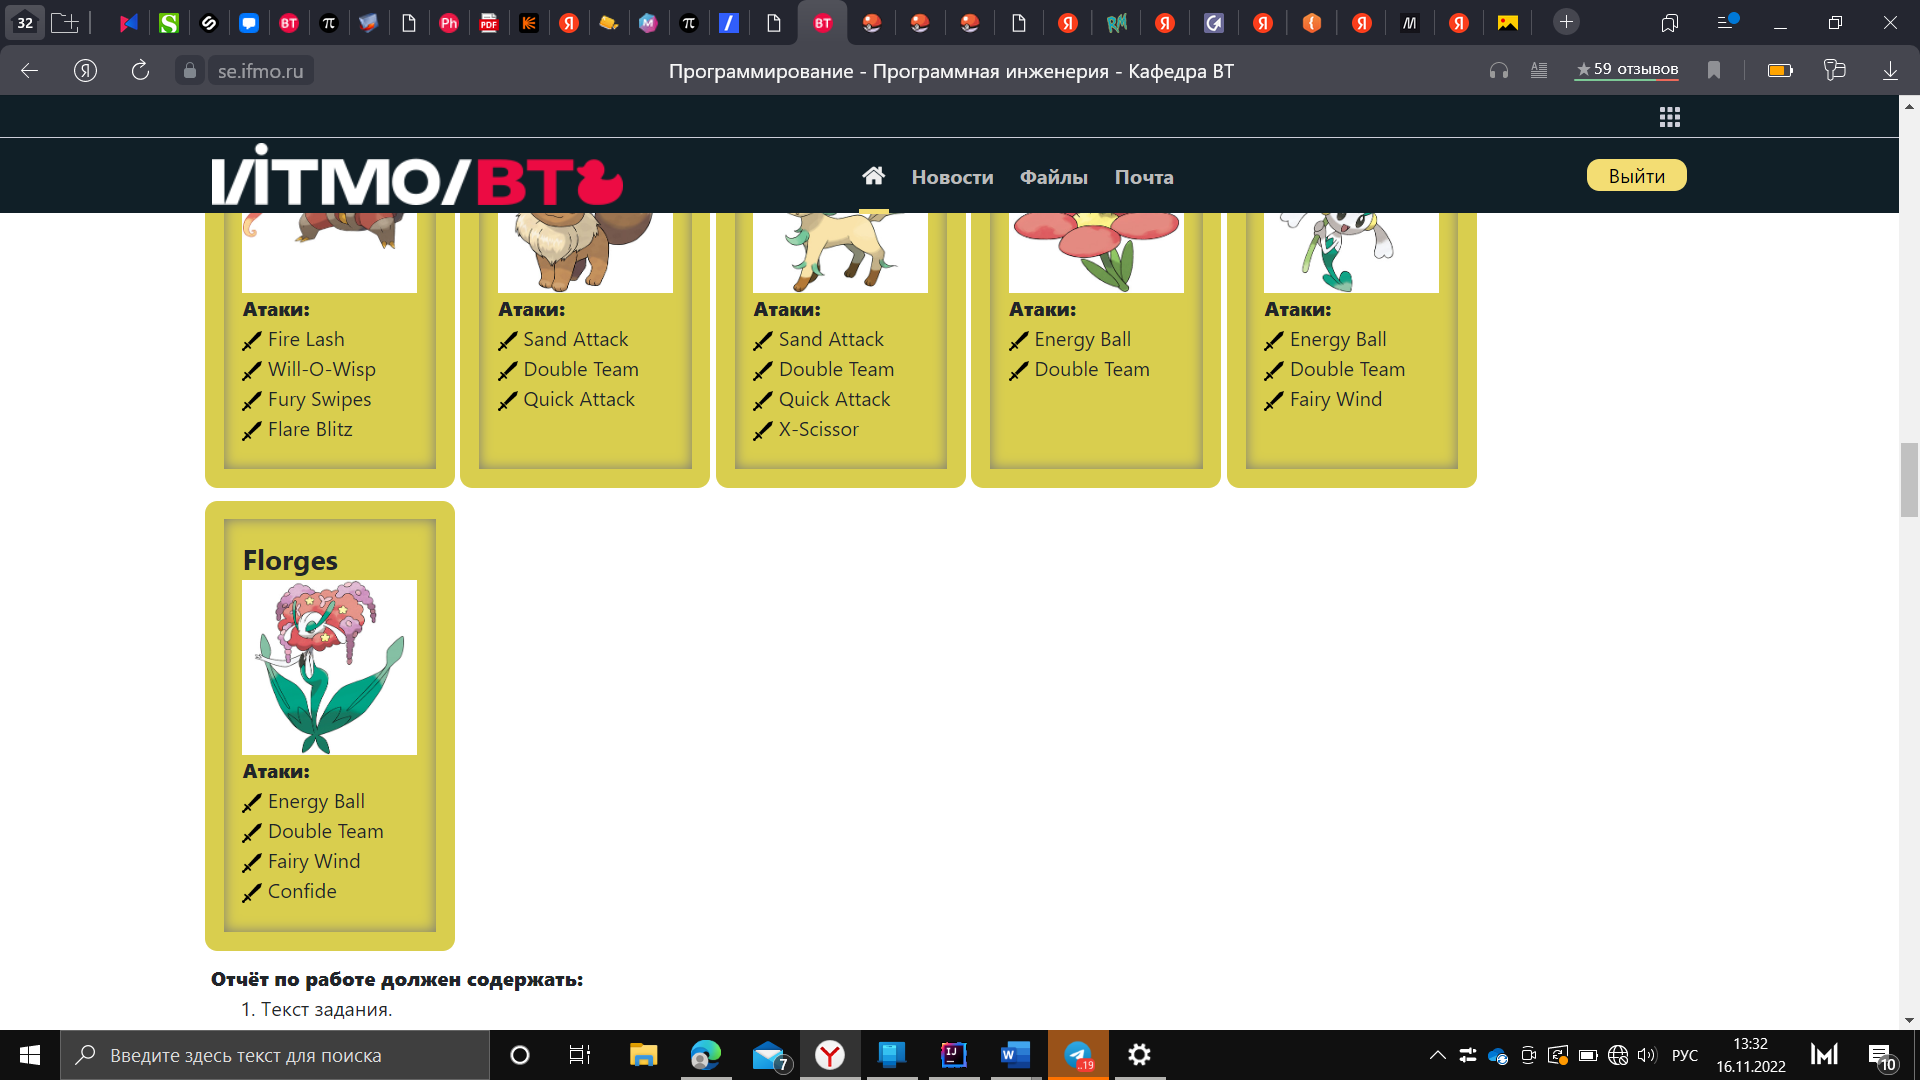 32
se.ifmo.ru
Программирование - Программная инженерия - Кафедра ВТ
★59 отзывов
ИТМО/ВТ
Новости
Файлы
Почта
Выйти
Атаки:
Fire Lash
Will-O-Wisp
Fury Swipes
Flare Blitz
Атаки:
Sand Attack
Double Team
Quick Attack
Атаки:
Sand Attack
Double Team
Quick Attack
X-Scissor
Атаки:
Energy Ball
Double Team
Атаки:
Energy Ball
Double Team
Fairy Wind
Florges
Атаки:
Energy Ball
Double Team
Fairy Wind
Confide
Отчёт по работе должен содержать:
1. Текст задания.
Введите здесь текст для поиска
7
..19
РУС
13:32
16.11.2022
10